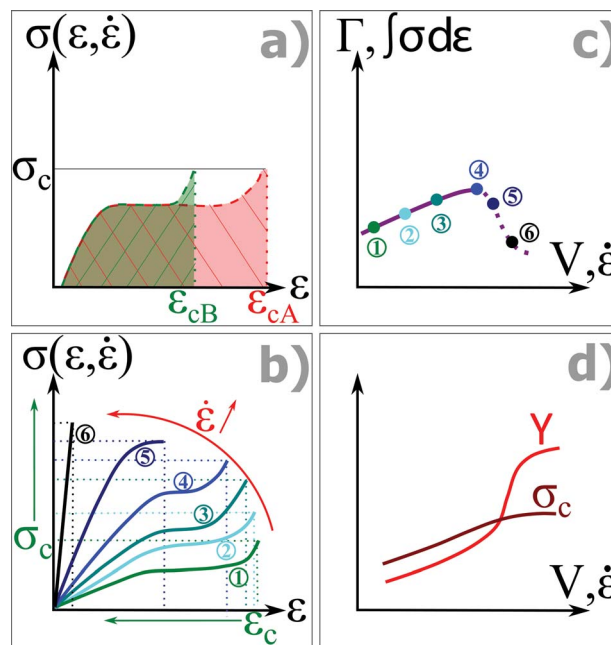 σ(ε,ε̇)
a)
σc
εcB
εcA
ε
Γ, ∫σdε
c)
①
②
③
④
⑤
⑥
V, ε̇
σ(ε,ε̇)
b)
ε̇
⑥
⑤
④
③
②
①
σc
εc
ε
d)
Y
σc
V, ε̇